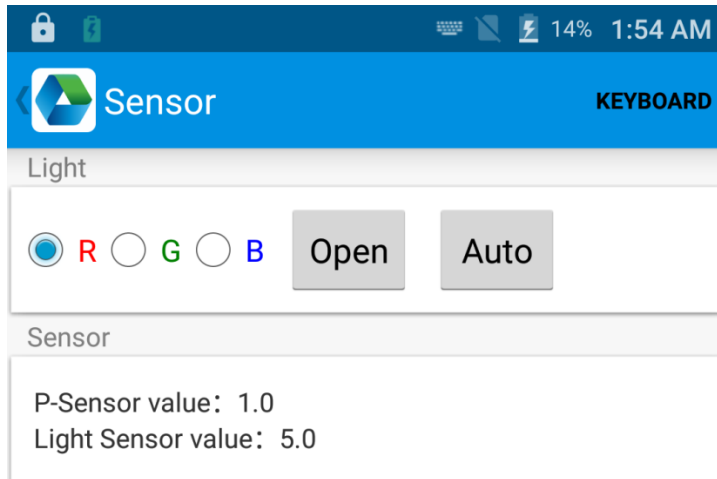 14% 1:54 AM
Sensor KEYBOARD
Light
R G B Open Auto
Sensor
P-Sensor value：1.0
Light Sensor value：5.0